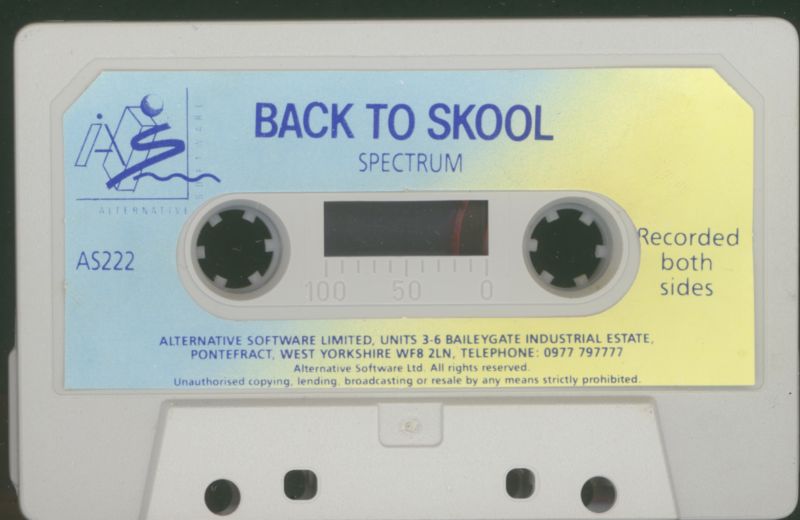 BACK TO SKOOL
SPECTRUM
AS
SOFTWARE
ALTERNATIVE
AS222
Recorded
both
sides
100 50 0
ALTERNATIVE SOFTWARE LIMITED, UNITS 3-6 BAILEYGATE INDUSTRIAL ESTATE,
PONTEFRACT, WEST YORKSHIRE WF8 2LN, TELEPHONE: 0977 797777
Alternative Software Ltd. All rights reserved.
Unauthorised copying, lending, broadcasting or resale by any means strictly prohibited.